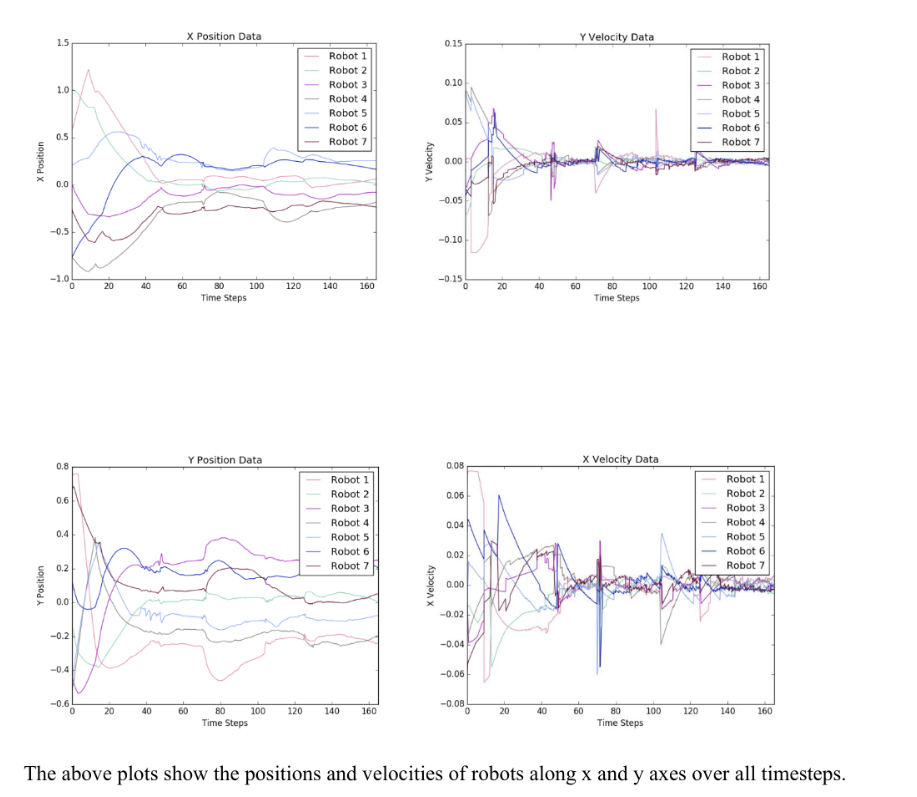 X Position Data
1.5
1.0
0.5
0.0
−0.5
−1.0
X Position
0 20 40 60 80 100 120 140 160
Time Steps
Robot 1
Robot 2
Robot 3
Robot 4
Robot 5
Robot 6
Robot 7
Y Velocity Data
0.15
0.10
0.05
0.00
−0.05
−0.10
−0.15
Y Velocity
0 20 40 60 80 100 120 140 160
Time Steps
Robot 1
Robot 2
Robot 3
Robot 4
Robot 5
Robot 6
Robot 7
Y Position Data
0.8
0.6
0.4
0.2
0.0
−0.2
−0.4
−0.6
Y Position
0 20 40 60 80 100 120 140 160
Time Steps
Robot 1
Robot 2
Robot 3
Robot 4
Robot 5
Robot 6
Robot 7
X Velocity Data
0.08
0.06
0.04
0.02
0.00
−0.02
−0.04
−0.06
−0.08
X Velocity
0 20 40 60 80 100 120 140 160
Time Steps
Robot 1
Robot 2
Robot 3
Robot 4
Robot 5
Robot 6
Robot 7
The above plots show the positions and velocities of robots along x and y axes over all timesteps.